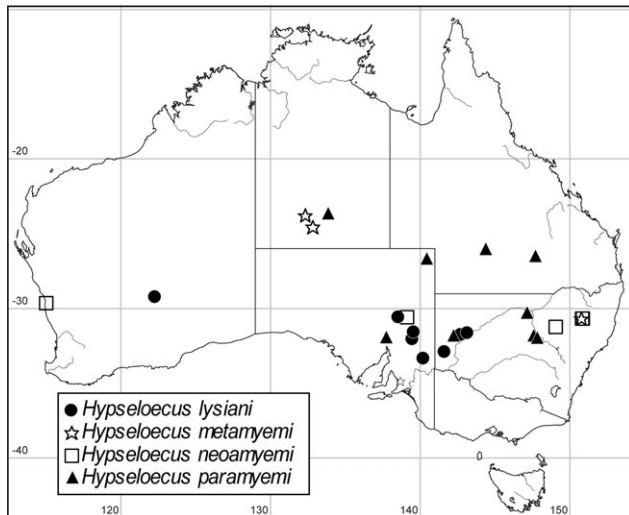 -20
-30
Hypseloecus lysiani
Hypseloecus metamyemi
Hypseloecus neoamyemi
Hypseloecus paramyemi
-40
120 130 140 150